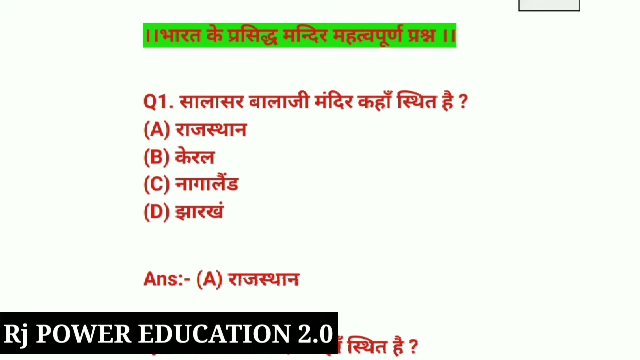 ।।भारत के प्रसिद्ध मन्दिर महत्वपूर्ण प्रश्न ।।
Q1. सालासर बालाजी मंदिर कहाँ स्थित है ?
(A) राजस्थान
(B) केरल
(C) नागालैंड
(D) झारखं
Ans:- (A) राजस्थान
Rj POWER EDUCATION 2.0
स्थित है ?